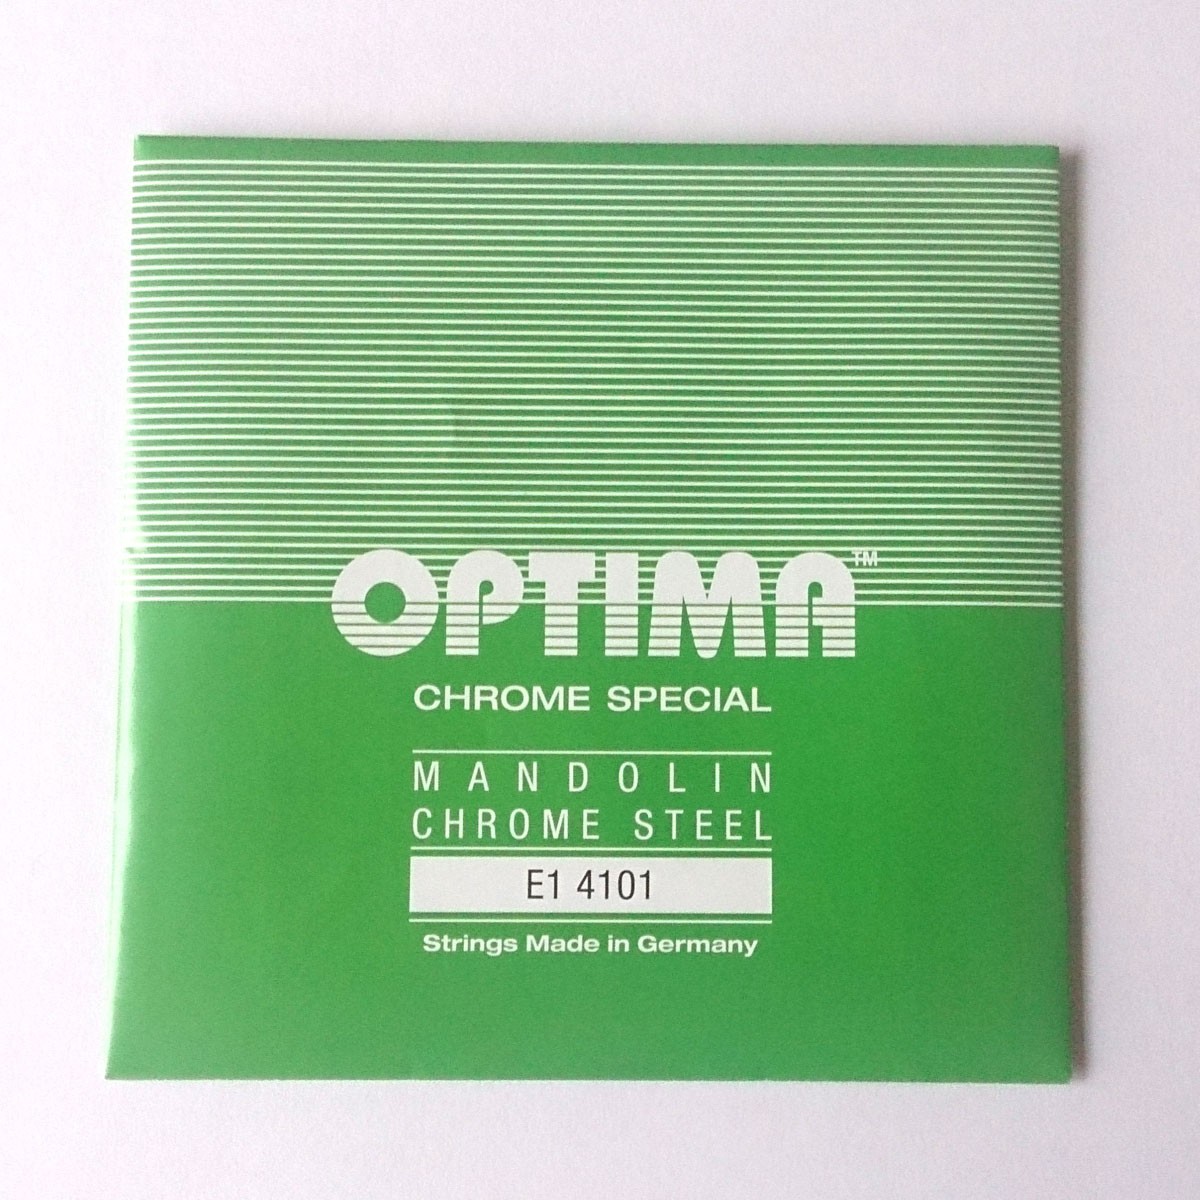 OPTIMA™
CHROME SPECIAL
MANDOLIN
CHROME STEEL
E1 4101
Strings Made in Germany